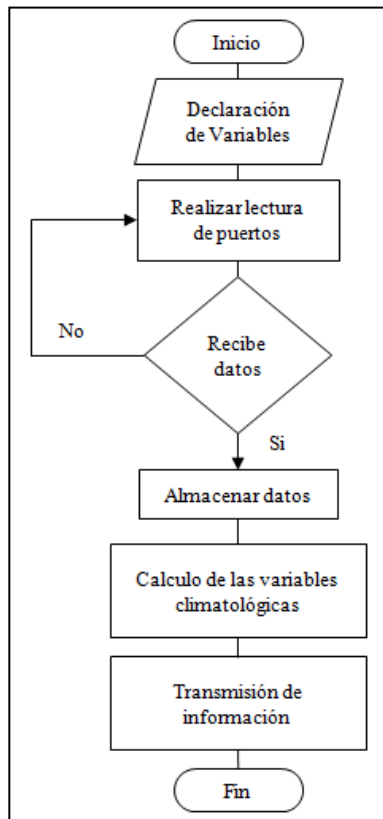 Inicio
Declaración
de Variables
Realizar lectura
de puertos
No
Recibe
datos
Si
Almacenar datos
Calculo de las variables
climatológicas
Transmisión de
información
Fin